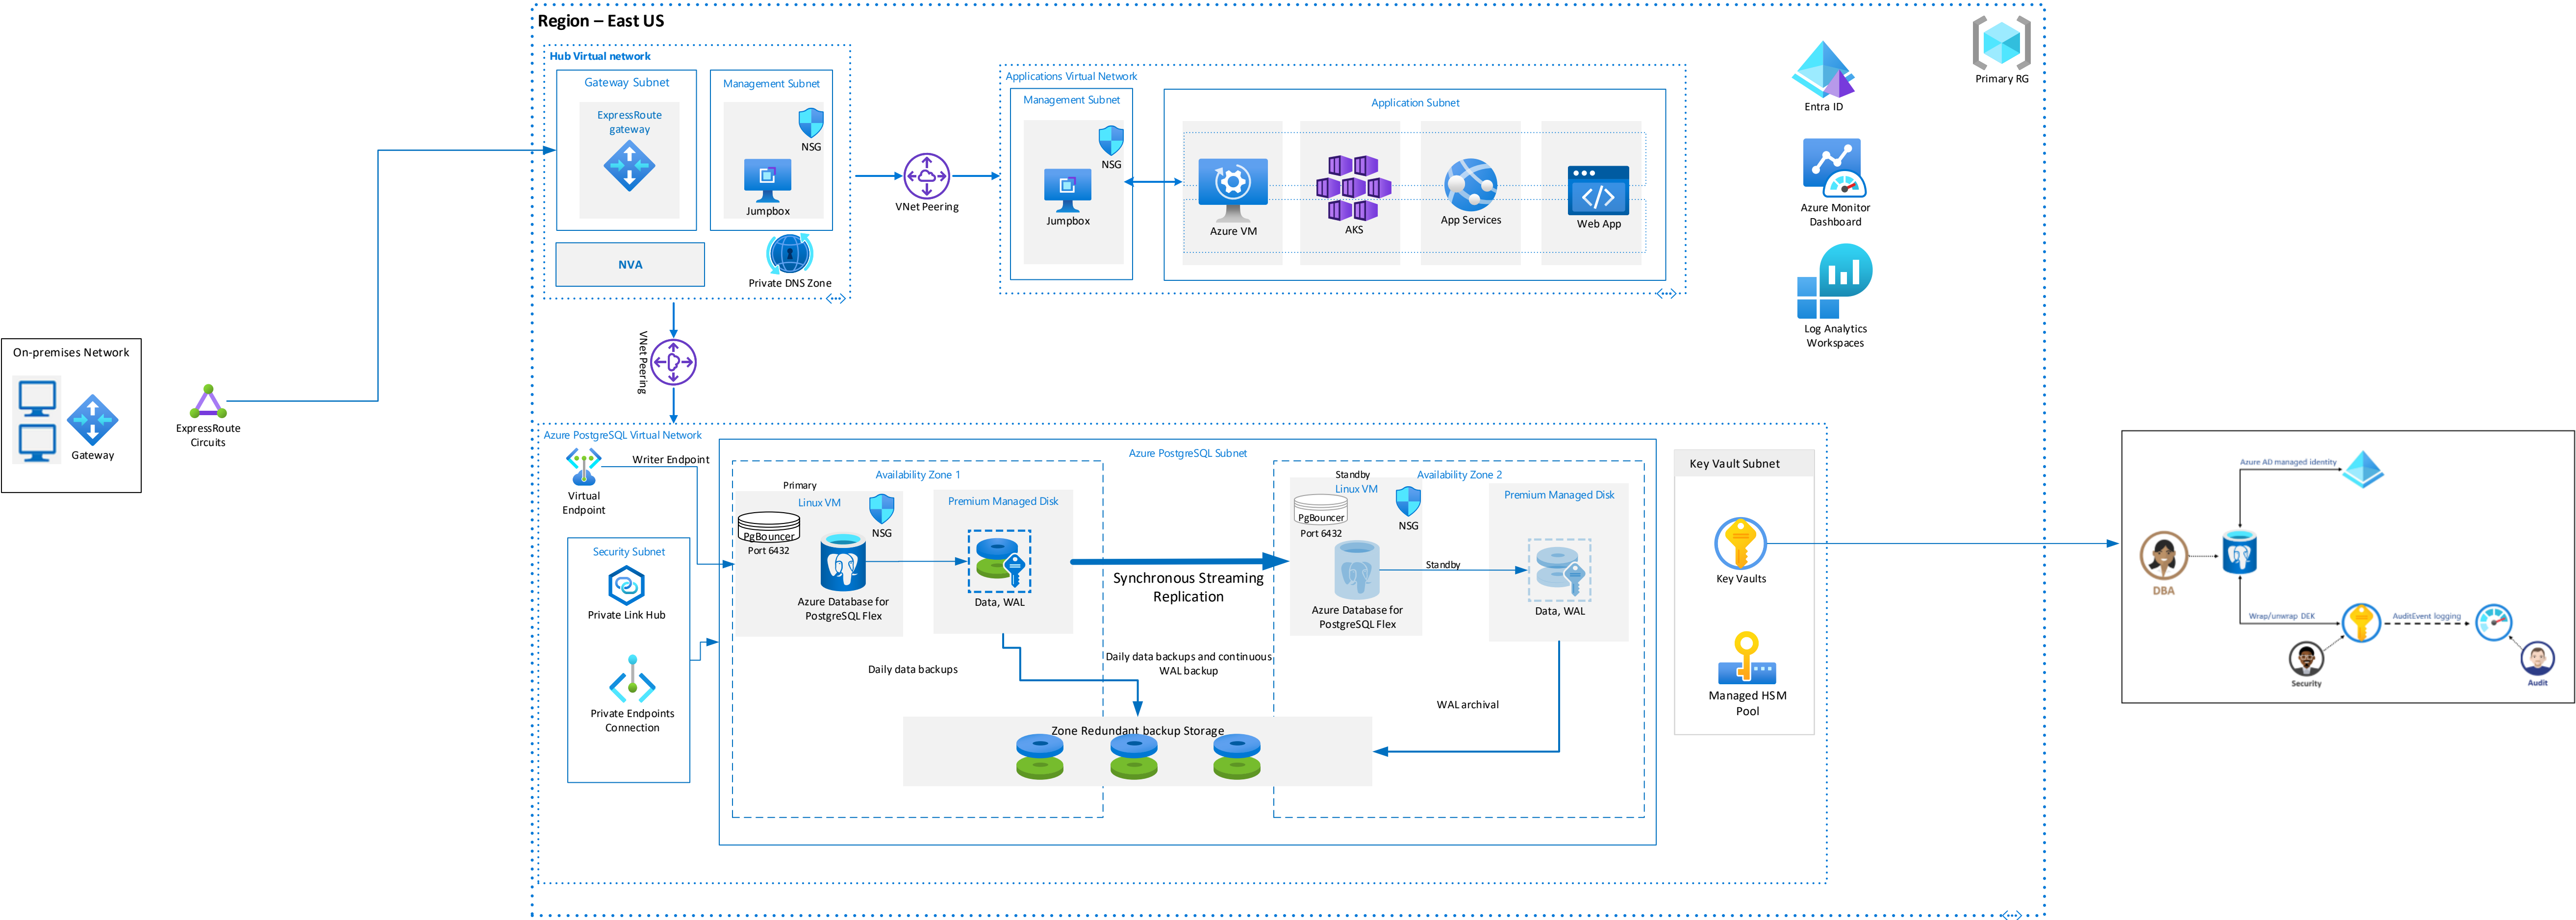 Region – East US
Primary RG
Hub Virtual network
Gateway Subnet
ExpressRoute
gateway
Management Subnet
NSG
Jumpbox
NVA
Private DNS Zone
VNet Peering
Applications Virtual Network
Management Subnet
NSG
Jumpbox
Application Subnet
Azure VM
AKS
App Services
Web App
Entra ID
Azure Monitor
Dashboard
Log Analytics
Workspaces
On-premises Network
Gateway
ExpressRoute
Circuits
VNet Peering
Azure PostgreSQL Virtual Network
Writer Endpoint
Virtual
Endpoint
Security Subnet
Private Link Hub
Private Endpoints
Connection
Azure PostgreSQL Subnet
Availability Zone 1
Primary
Linux VM
NSG
PgBouncer
Port 6432
Azure Database for
PostgreSQL Flex
Premium Managed Disk
Data, WAL
Synchronous Streaming
Replication
Availability Zone 2
Standby
Linux VM
NSG
PgBouncer
Port 6432
Azure Database for
PostgreSQL Flex
Standby
Premium Managed Disk
Data, WAL
Daily data backups
Daily data backups and continuous
WAL backup
WAL archival
Zone Redundant backup Storage
Key Vault Subnet
Key Vaults
Managed HSM
Pool
Azure AD managed identity
DBA
Wrap/unwrap DEK
AuditEvent logging
Security
Audit